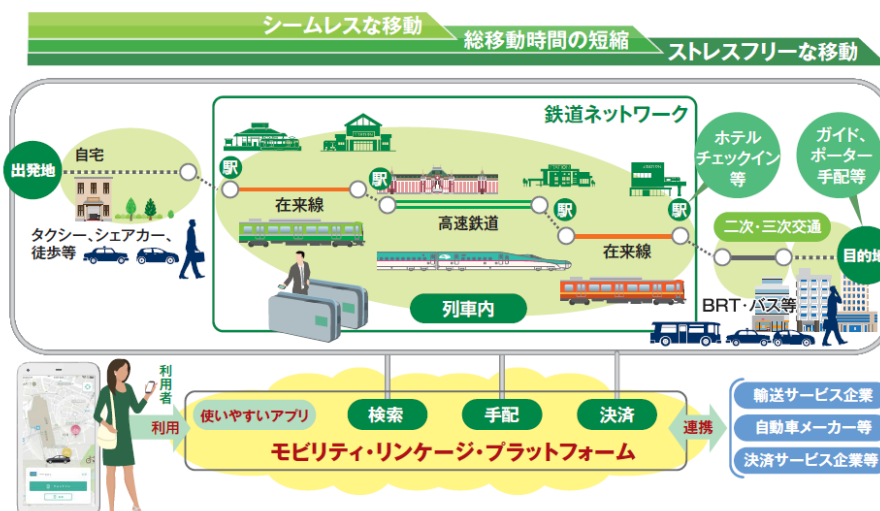 シームレスな移動
総移動時間の短縮
ストレスフリーな移動
鉄道ネットワーク
ホテル
チェックイン
等
ガイド、
ポーター
手配等
出発地
自宅
タクシー、シェアカー、
徒歩等
駅
在来線
駅
高速鉄道
駅
在来線
駅
列車内
二次・三次交通
目的地
BRT・バス等
利用者
利用
使いやすいアプリ
検索
手配
決済
モビリティ・リンケージ・プラットフォーム
連携
輸送サービス企業
自動車メーカー等
決済サービス企業等